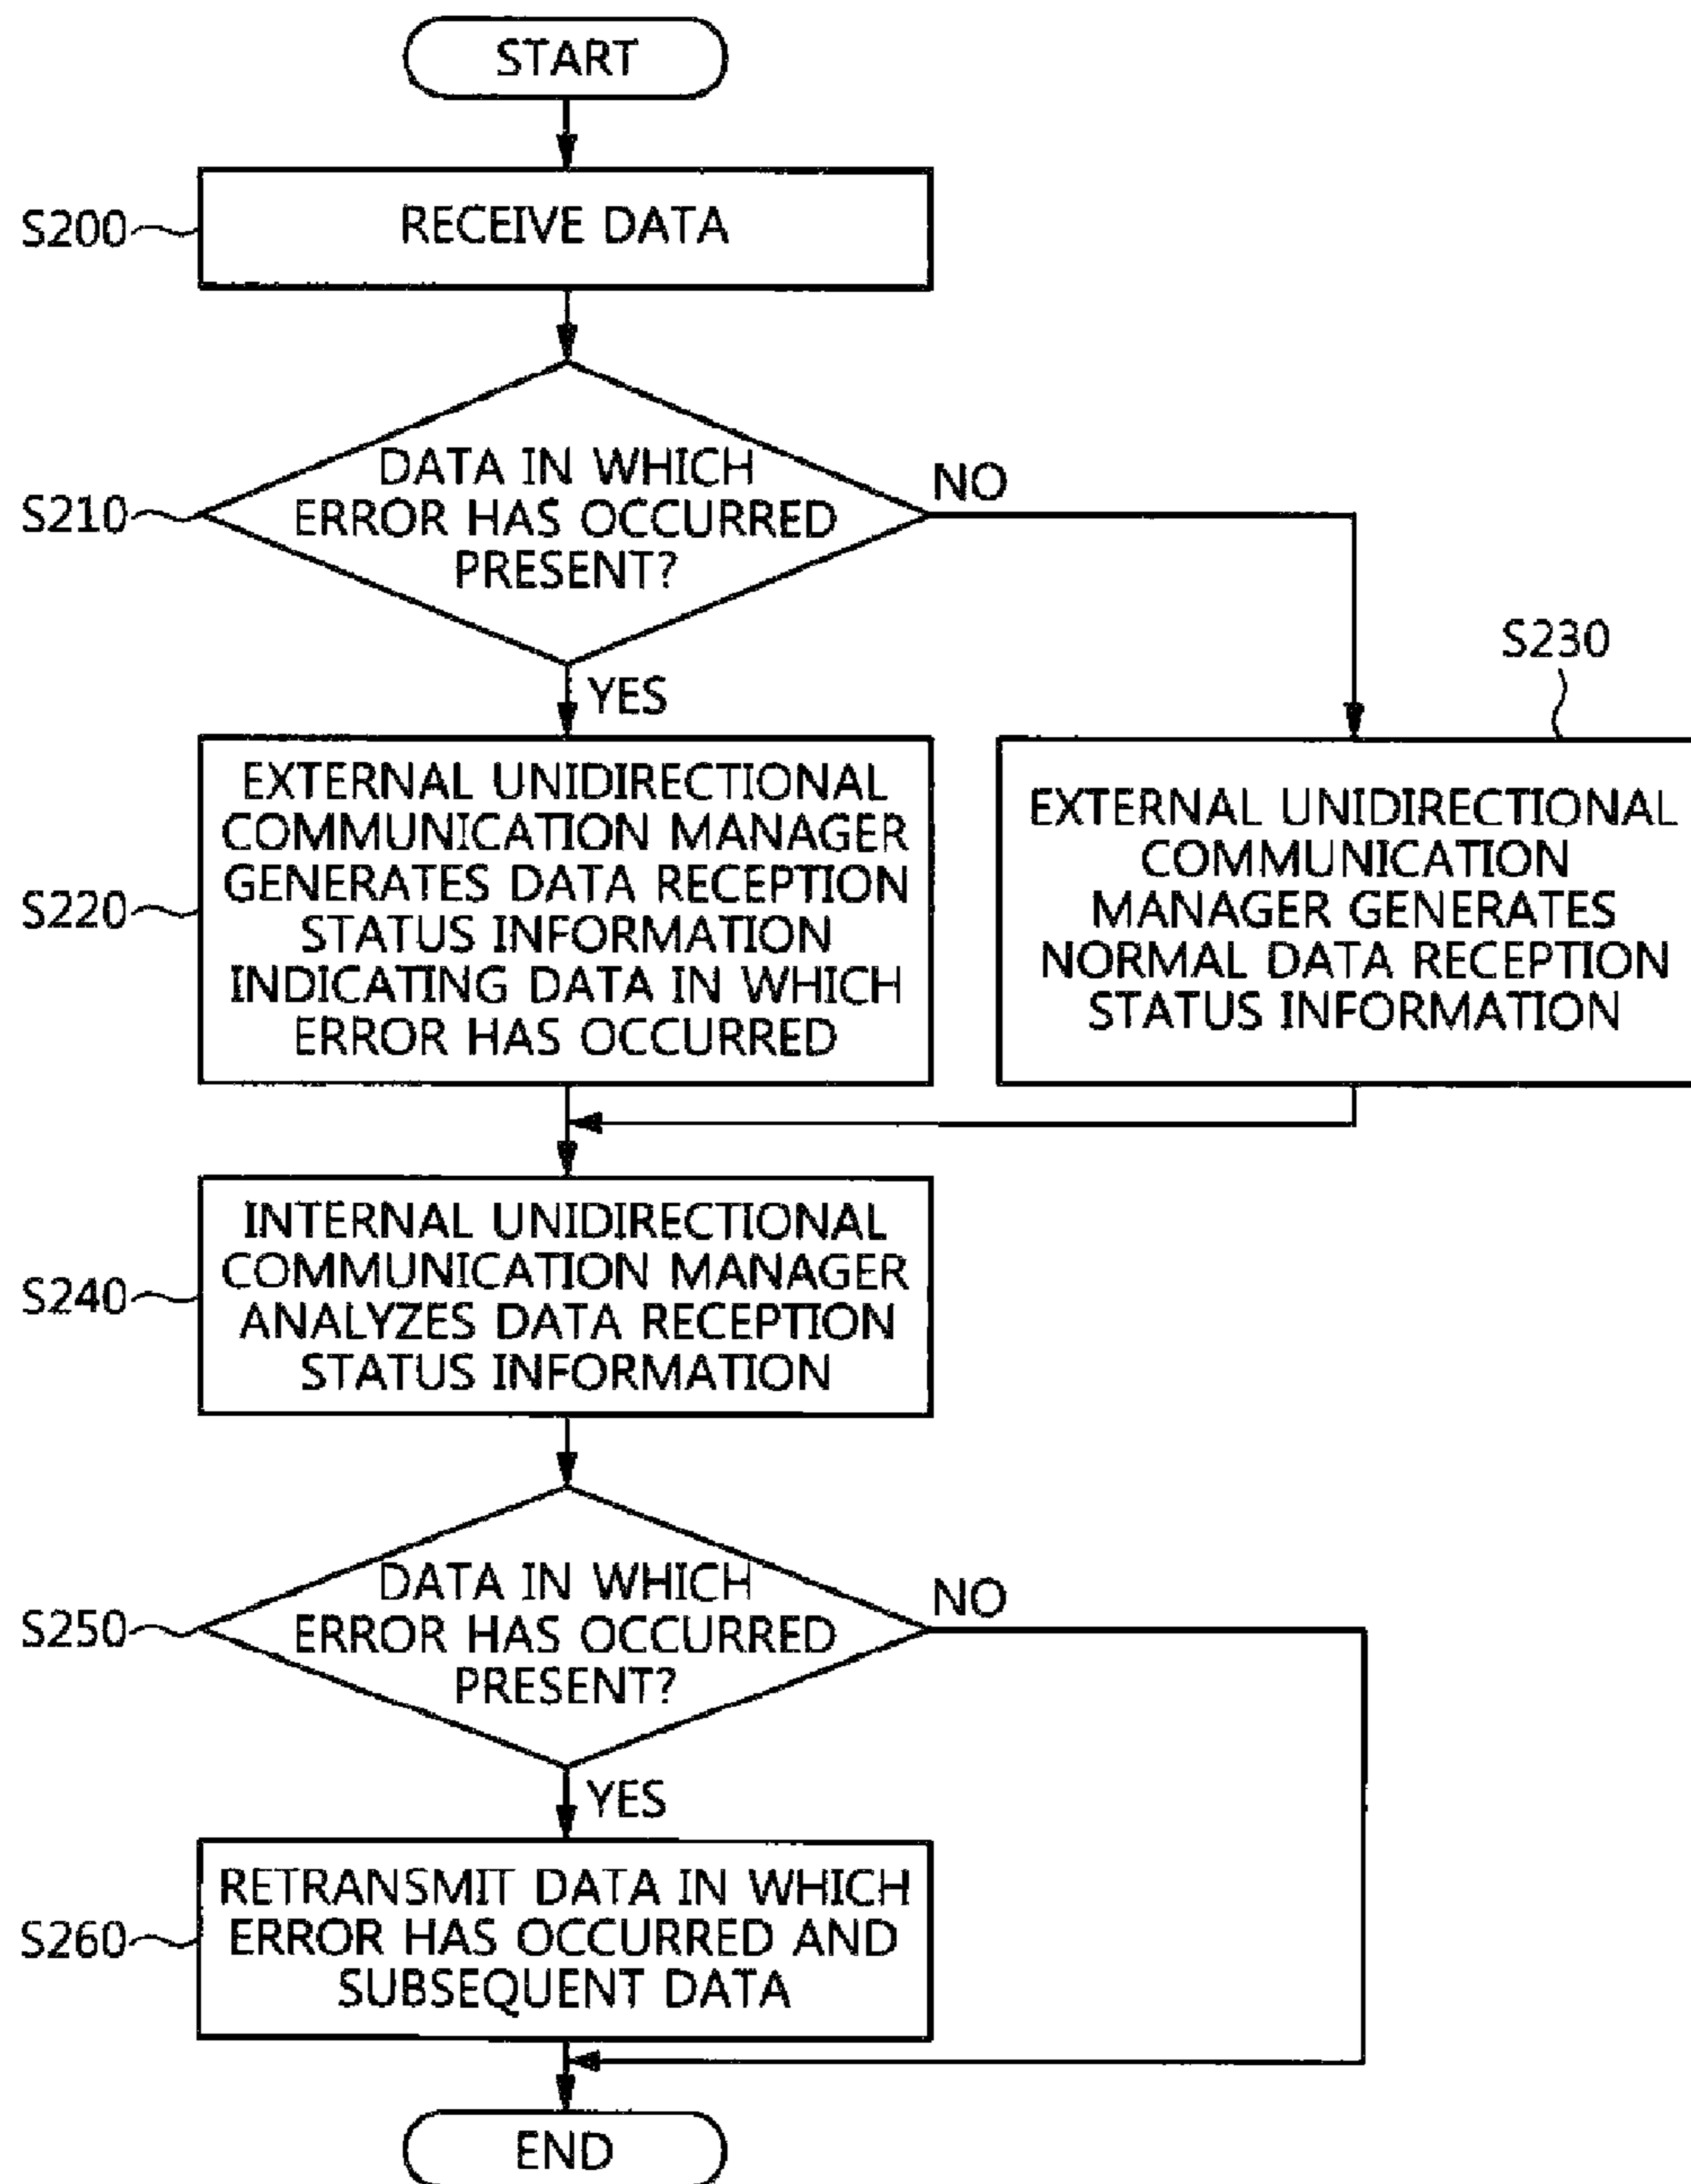 START
S200
RECEIVE DATA
S210
DATA IN WHICH
ERROR HAS OCCURRED
PRESENT?
NO
YES
S220
EXTERNAL UNIDIRECTIONAL
COMMUNICATION MANAGER
GENERATES DATA RECEPTION
STATUS INFORMATION
INDICATING DATA IN WHICH
ERROR HAS OCCURRED
S230
EXTERNAL UNIDIRECTIONAL
COMMUNICATION
MANAGER GENERATES
NORMAL DATA RECEPTION
STATUS INFORMATION
S240
INTERNAL UNIDIRECTIONAL
COMMUNICATION MANAGER
ANALYZES DATA RECEPTION
STATUS INFORMATION
S250
DATA IN WHICH
ERROR HAS OCCURRED
PRESENT?
NO
YES
S260
RETRANSMIT DATA IN WHICH
ERROR HAS OCCURRED AND
SUBSEQUENT DATA
END